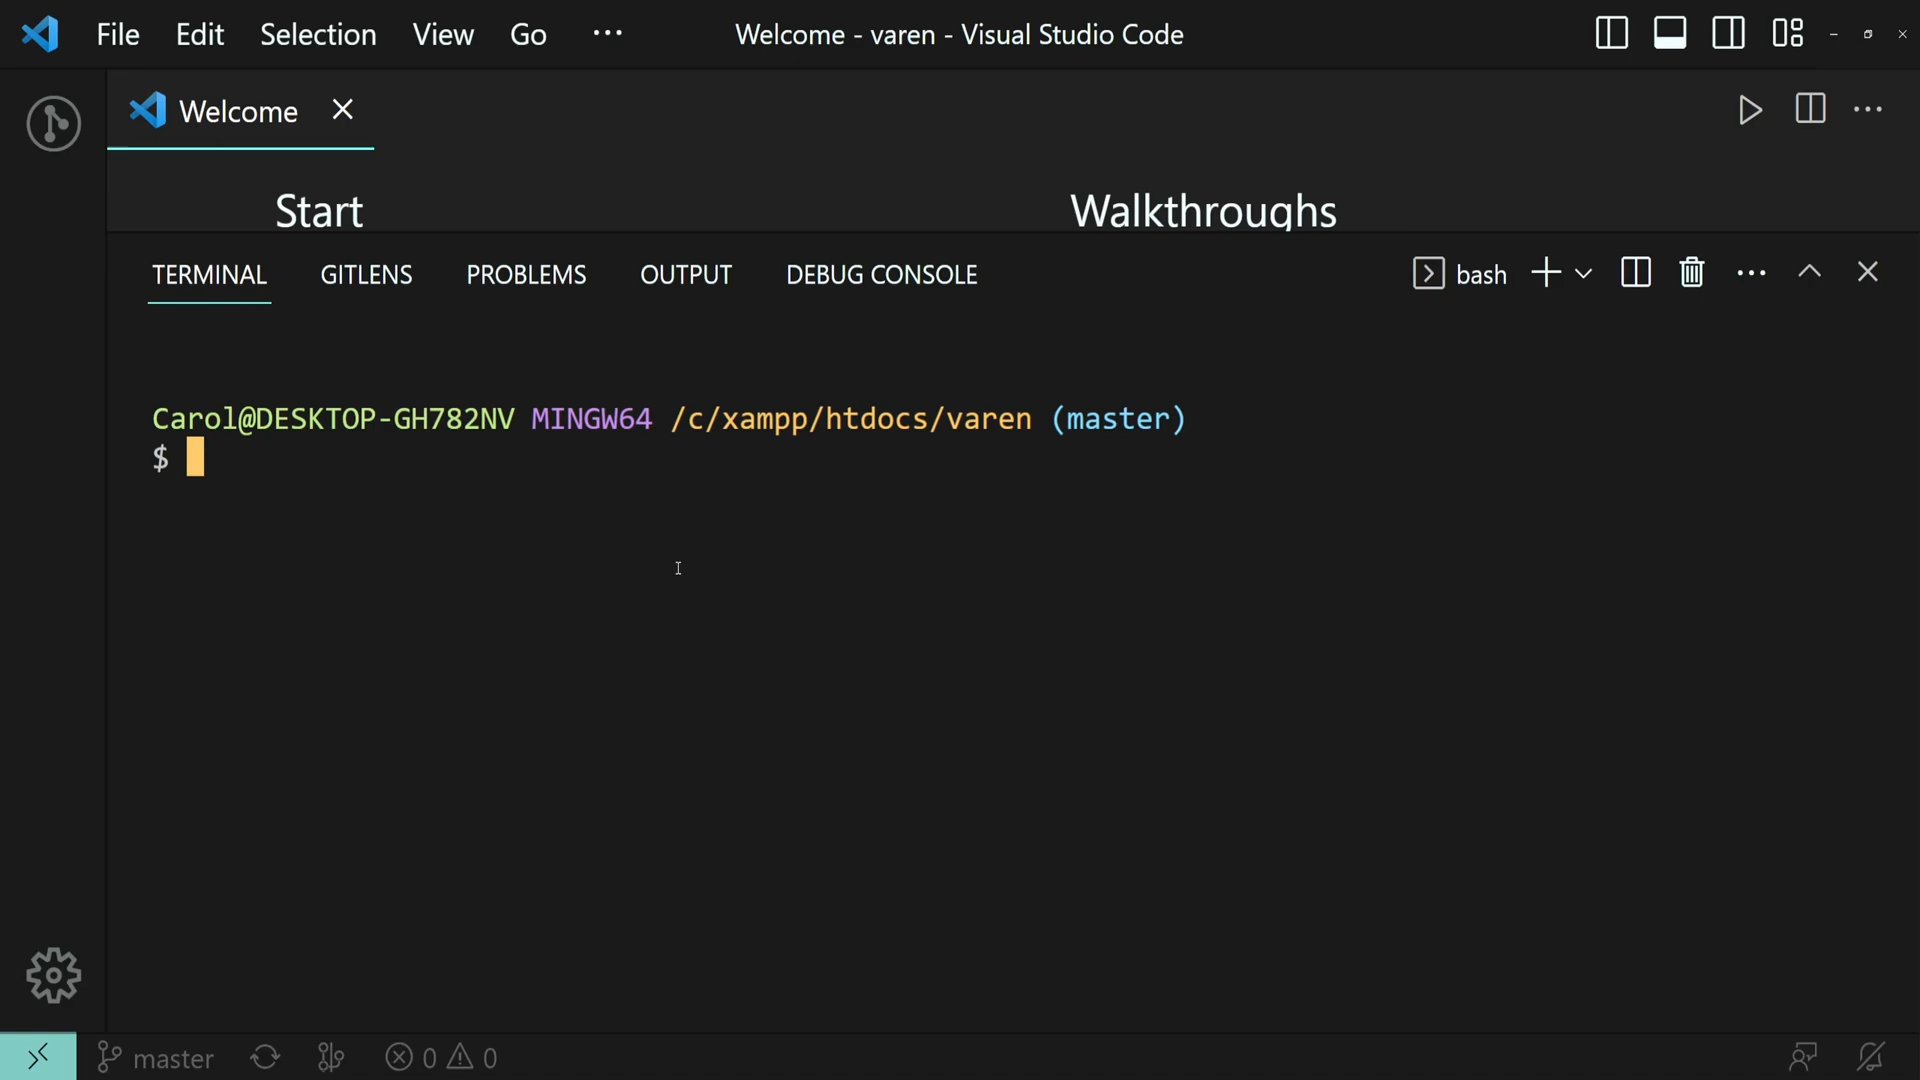 File Edit Selection View Go ··· Welcome - varen - Visual Studio Code
Welcome
Start Walkthroughs
TERMINAL GITLENS PROBLEMS OUTPUT DEBUG CONSOLE bash
Carol@DESKTOP-GH782NV MINGW64 /c/xampp/htdocs/varen (master)
$
master 0 0